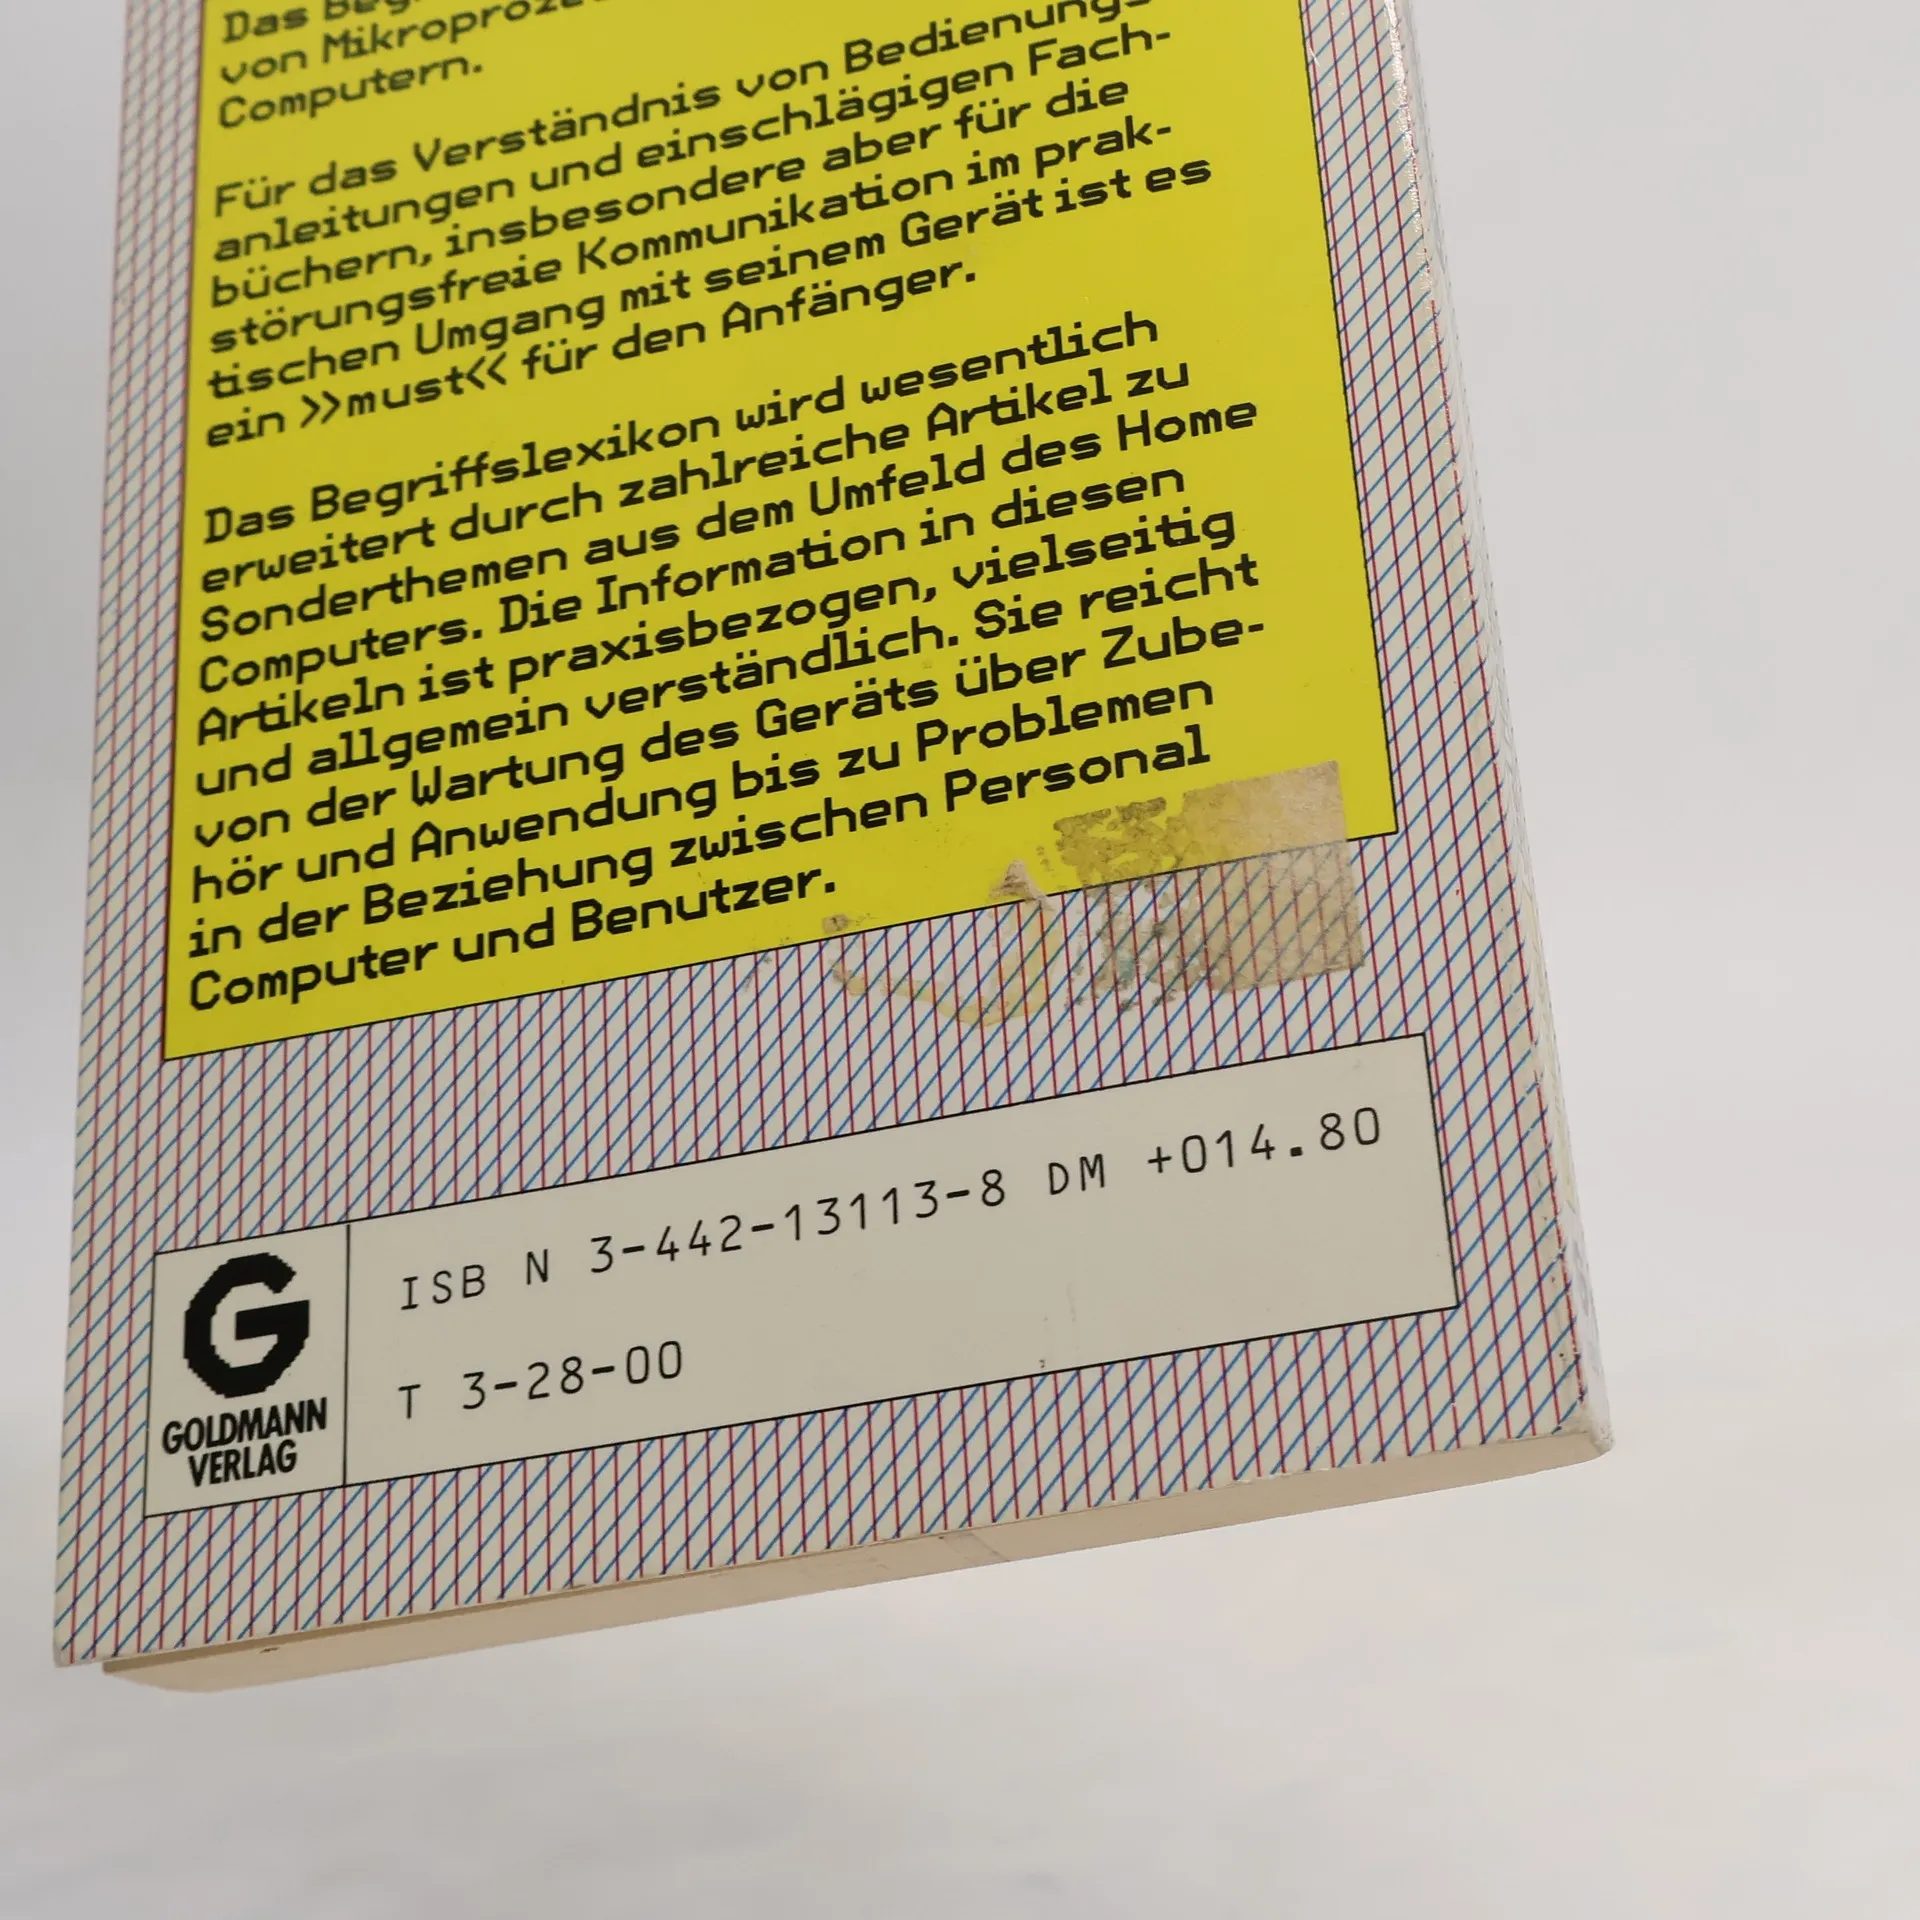 Das
von
Computern.
Für das Verständnis von Bedienungs-
anleitungen und einschlägigen Fach-
büchern, insbesondere aber für die
störungsfreie Kommunikation im prak-
tischen Umgang mit seinem Gerät ist es
ein »must« für den Anfänger.
Das Begriffslexikon wird wesentlich
erweitert durch zahlreiche Artikel zu
Sonderthemen aus dem Umfeld des Home
Computers. Die Information in diesen
Artikeln ist praxisbezogen, vielseitig
und allgemein verständlich. Sie reicht
von der Wartung des Geräts über Zube-
hör und Anwendung bis zu Problemen
in der Beziehung zwischen Personal
Computer und Benutzer.
ISB N 3-442-13113-8 DM +014.80
T 3-28-00
G
GOLDMANN
VERLAG